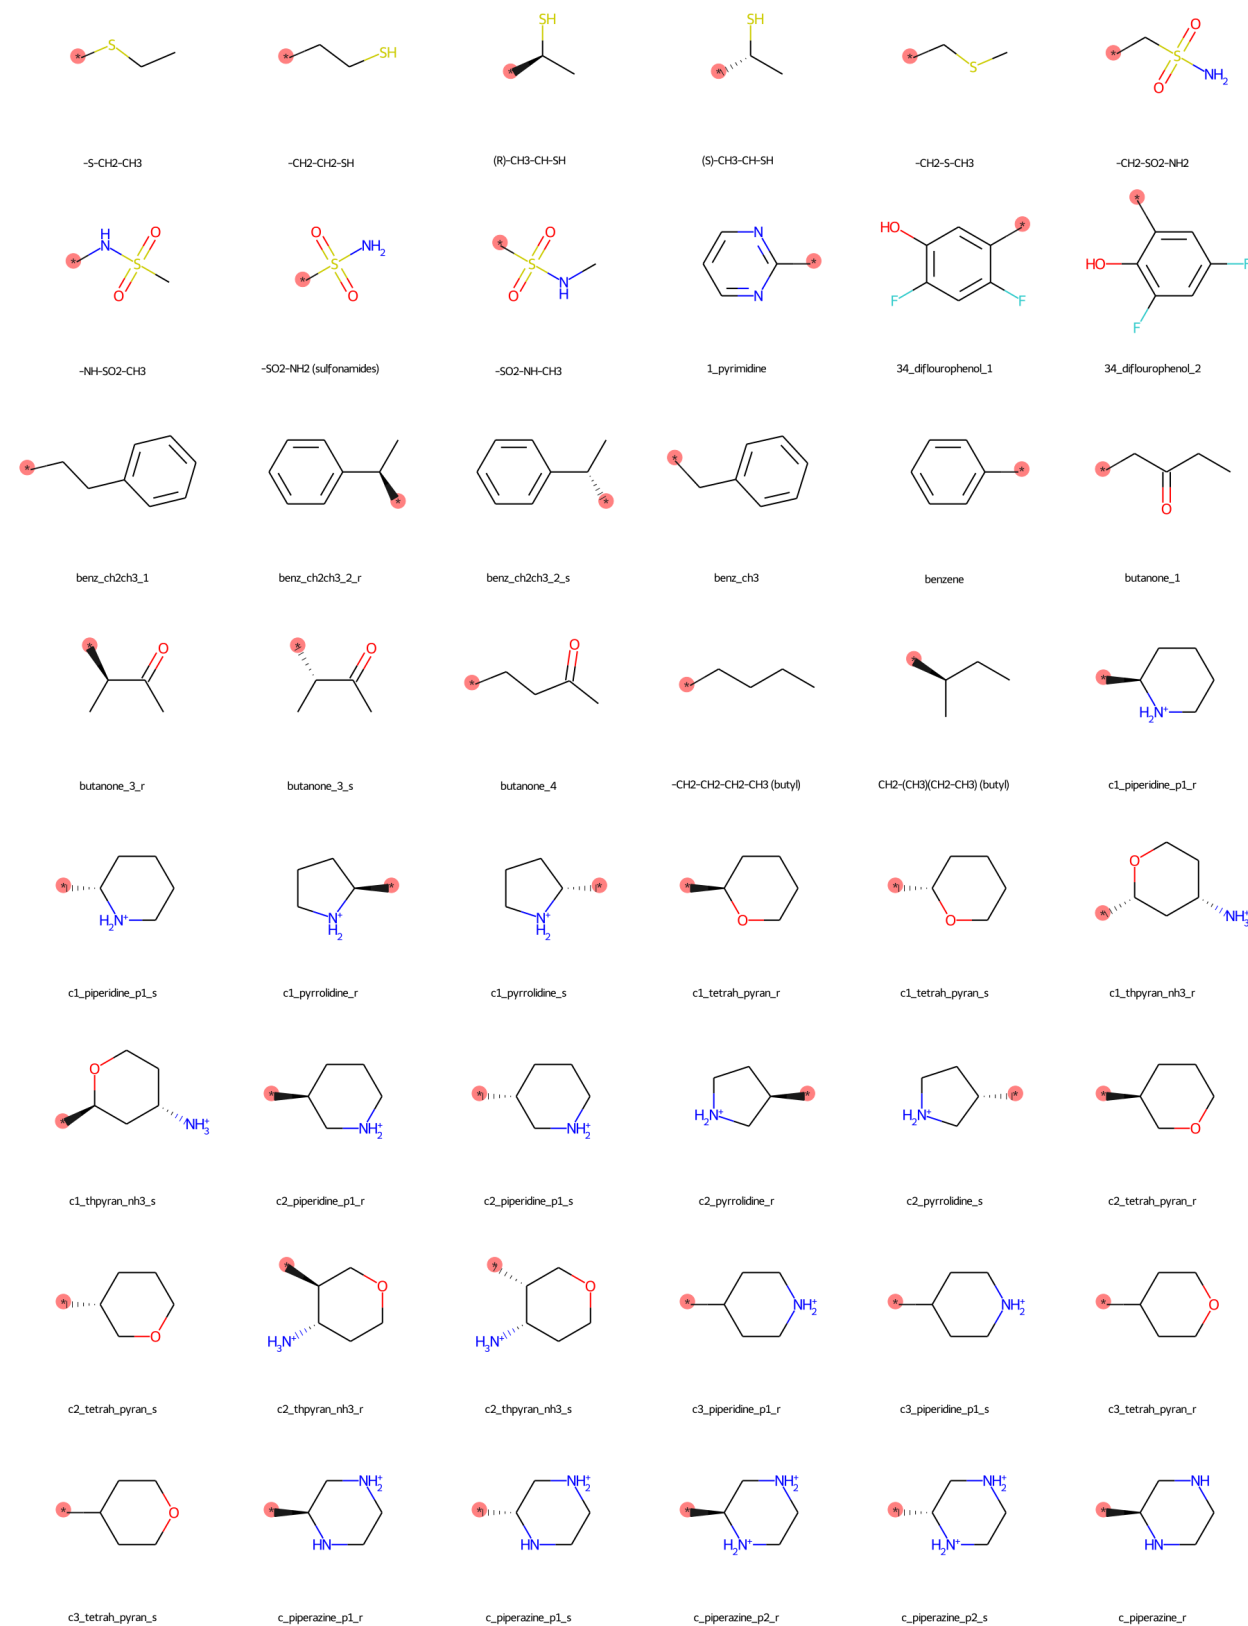 -S-CH2-CH3
-CH2-CH2-SH
(R)-CH3-CH-SH
(S)-CH3-CH-SH
-CH2-S-CH3
-CH2-SO2-NH2
-NH-SO2-CH3
-SO2-NH2 (sulfonamides)
-SO2-NH-CH3
1_pyrimidine
34_diflourophenol_1
34_diflourophenol_2
benz_ch2ch3_1
benz_ch2ch3_2_r
benz_ch2ch3_2_s
benz_ch3
benzene
butanone_1
butanone_3_r
butanone_3_s
butanone_4
-CH2-CH2-CH2-CH3 (butyl)
CH2-(CH3)(CH2-CH3) (butyl)
c1_piperidine_p1_r
c1_piperidine_p1_s
c1_pyrrolidine_r
c1_pyrrolidine_s
c1_tetrah_pyran_r
c1_tetrah_pyran_s
c1_thpyran_nh3_r
c1_thpyran_nh3_s
c2_piperidine_p1_r
c2_piperidine_p1_s
c2_pyrrolidine_r
c2_pyrrolidine_s
c2_tetrah_pyran_r
c2_tetrah_pyran_s
c2_thpyran_nh3_r
c2_thpyran_nh3_s
c3_piperidine_p1_r
c3_piperidine_p1_s
c3_tetrah_pyran_r
c3_tetrah_pyran_s
c_piperazine_p1_r
c_piperazine_p1_s
c_piperazine_p2_r
c_piperazine_p2_s
c_piperazine_r